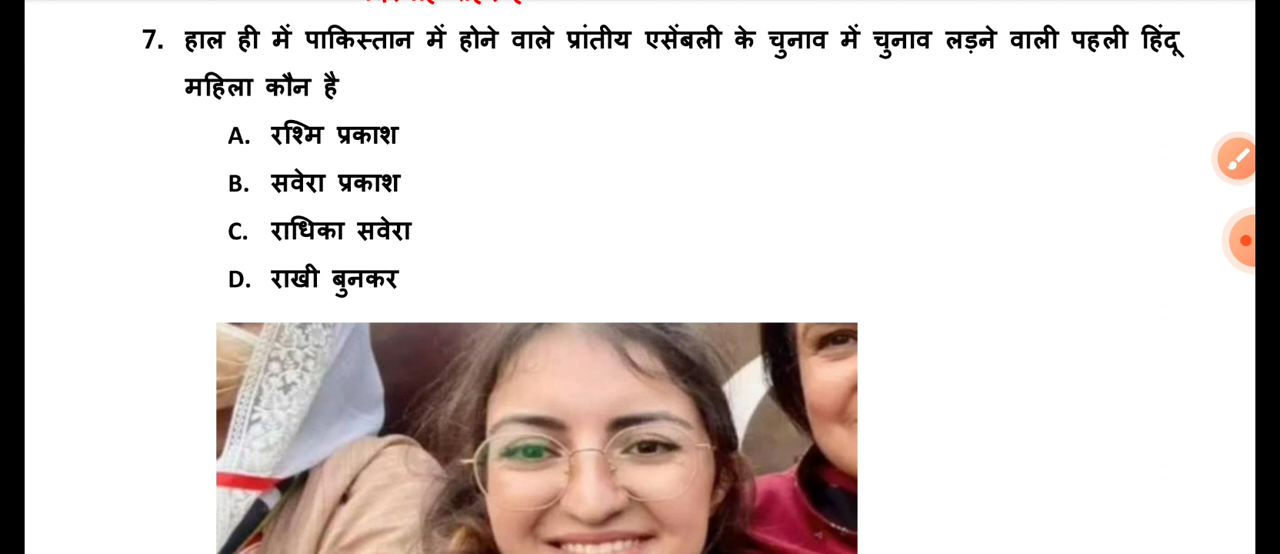 7. हाल ही में पाकिस्तान में होने वाले प्रांतीय एसेंबली के चुनाव में चुनाव लड़ने वाली पहली हिंदू
महिला कौन है
A. रश्मि प्रकाश
B. सवेरा प्रकाश
C. राधिका सवेरा
D. राखी बुनकर